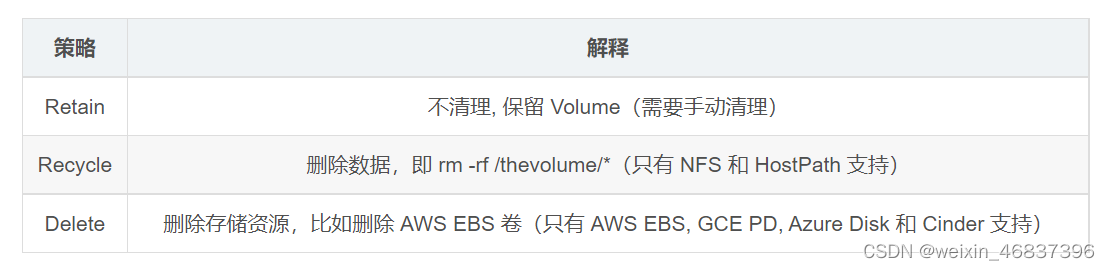 策略 解释
Retain 不清理, 保留 Volume（需要手动清理）
Recycle 删除数据，即 rm -rf /thevolume/*（只有 NFS 和 HostPath 支持）
Delete 删除存储资源，比如删除 AWS EBS 卷（只有 AWS EBS, GCE PD, Azure Disk 和 Cinder 支持）
CSDN @weixin_46837396